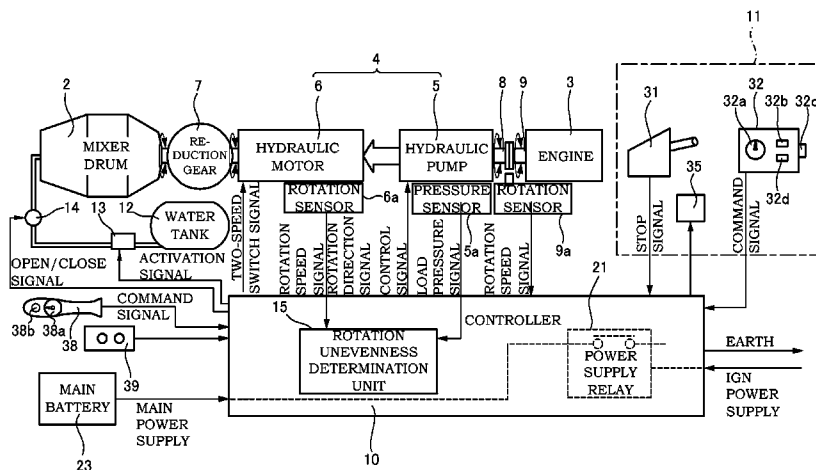 11
4
2
7
6
5
8
9
3
31
32
32a
32b
32c
32d
MIXER
DRUM
RE-
DUCTION
GEAR
HYDRAULIC
MOTOR
HYDRAULIC
PUMP
ENGINE
35
ROTATION
SENSOR
6a
PRESSURE
SENSOR
5a
ROTATION
SENSOR
9a
14
13
12
WATER
TANK
OPEN/CLOSE
SIGNAL
ACTIVATION
SIGNAL
TWO-SPEED
SWITCH SIGNAL
ROTATION
SPEED
SIGNAL
ROTATION
DIRECTION
SIGNAL
CONTROL
SIGNAL
LOAD
PRESSURE
SIGNAL
ROTATION
SPEED
SIGNAL
STOP
SIGNAL
COMMAND
SIGNAL
21
COMMAND
SIGNAL
38b
38a
38
39
15
CONTROLLER
ROTATION
UNEVENNESS
DETERMINATION
UNIT
POWER
SUPPLY
RELAY
EARTH
IGN POWER
SUPPLY
MAIN
BATTERY
MAIN
POWER
SUPPLY
23
10